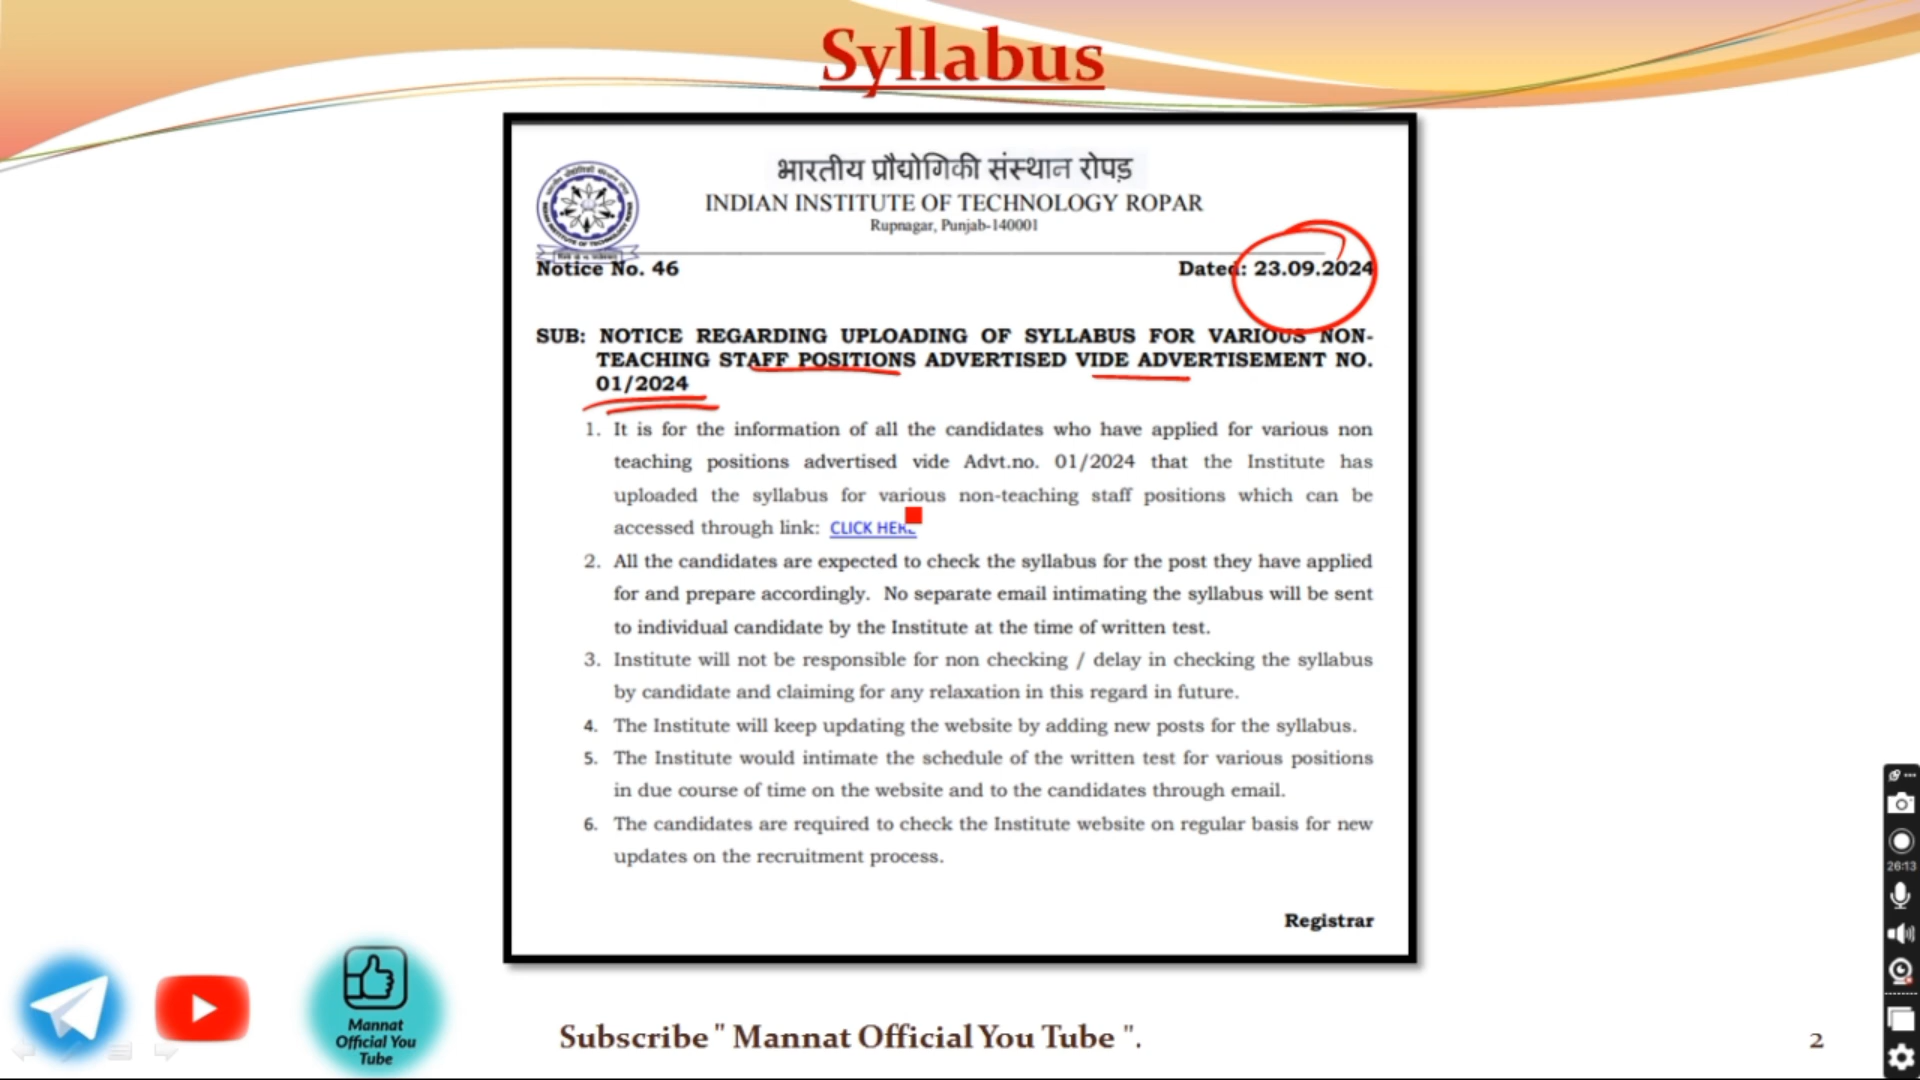 Syllabus
भारतीय प्रौद्योगिकी संस्थान रोपड़
INDIAN INSTITUTE OF TECHNOLOGY ROPAR
Rupnagar, Punjab-140001
Notice No. 46
Dated: 23.09.2024
SUB: NOTICE REGARDING UPLOADING OF SYLLABUS FOR VARIOUS NON-
TEACHING STAFF POSITIONS ADVERTISED VIDE ADVERTISEMENT NO.
01/2024
1. It is for the information of all the candidates who have applied for various non
teaching positions advertised vide Advt.no. 01/2024 that the Institute has
uploaded the syllabus for various non-teaching staff positions which can be
accessed through link: CLICK HERE
2. All the candidates are expected to check the syllabus for the post they have applied
for and prepare accordingly. No separate email intimating the syllabus will be sent
to individual candidate by the Institute at the time of written test.
3. Institute will not be responsible for non checking / delay in checking the syllabus
by candidate and claiming for any relaxation in this regard in future.
4. The Institute will keep updating the website by adding new posts for the syllabus.
5. The Institute would intimate the schedule of the written test for various positions
in due course of time on the website and to the candidates through email.
6. The candidates are required to check the Institute website on regular basis for new
updates on the recruitment process.
Registrar
Mannat
Official You
Tube
Subscribe " Mannat Official You Tube ".
2
26:13